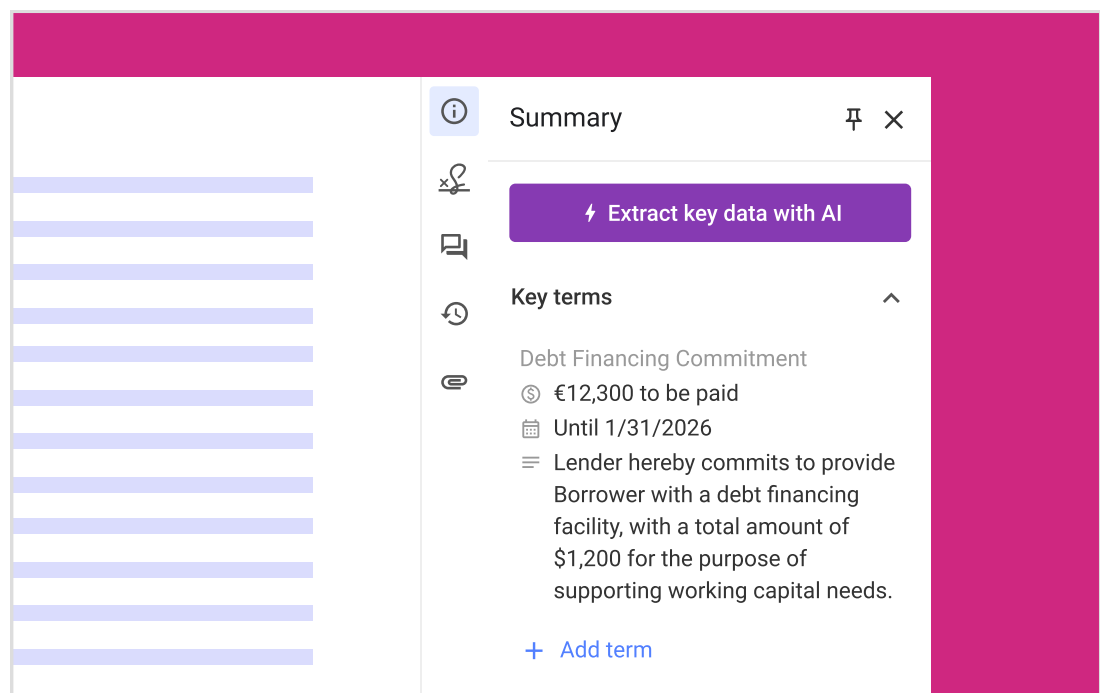 Summary
Extract key data with AI
Key terms
Debt Financing Commitment
€12,300 to be paid
Until 1/31/2026
Lender hereby commits to provide
Borrower with a debt financing
facility, with a total amount of
$1,200 for the purpose of
supporting working capital needs.
+ Add term